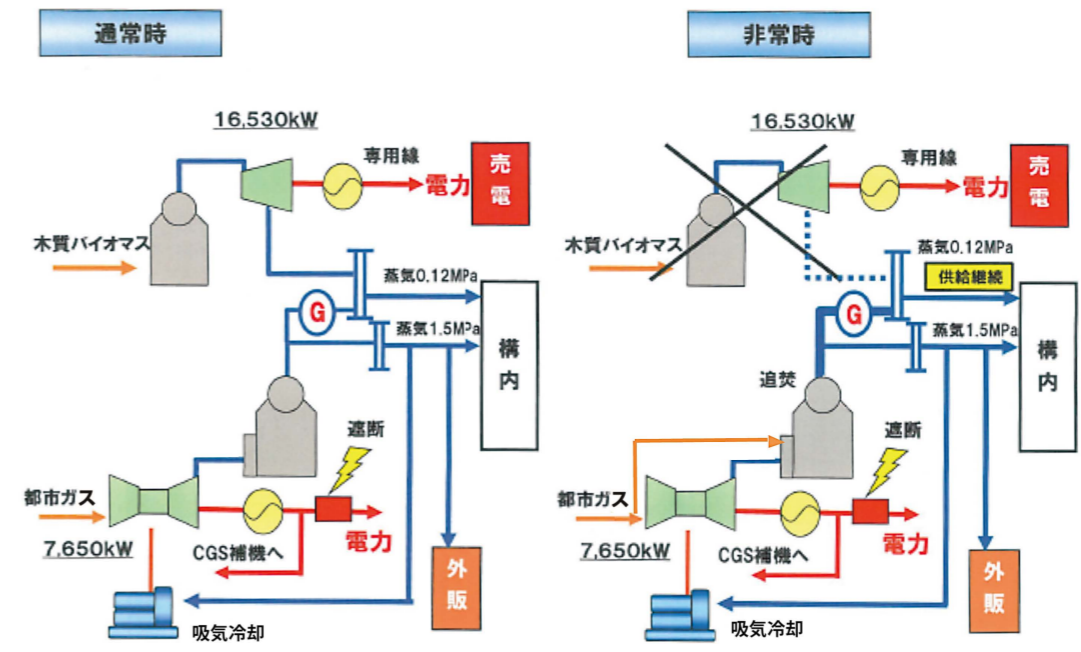 通常時
16,530kW
専用線
電力
売電
木質バイオマス
蒸気0.12MPa
G
蒸気1.5MPa
構内
遮断
都市ガス
7,650kW
CGS補機へ
電力
外販
吸気冷却
非常時
16,530kW
専用線
電力
売電
木質バイオマス
蒸気0.12MPa
供給継続
G
蒸気1.5MPa
構内
追焚
遮断
都市ガス
7,650kW
CGS補機へ
電力
外販
吸気冷却